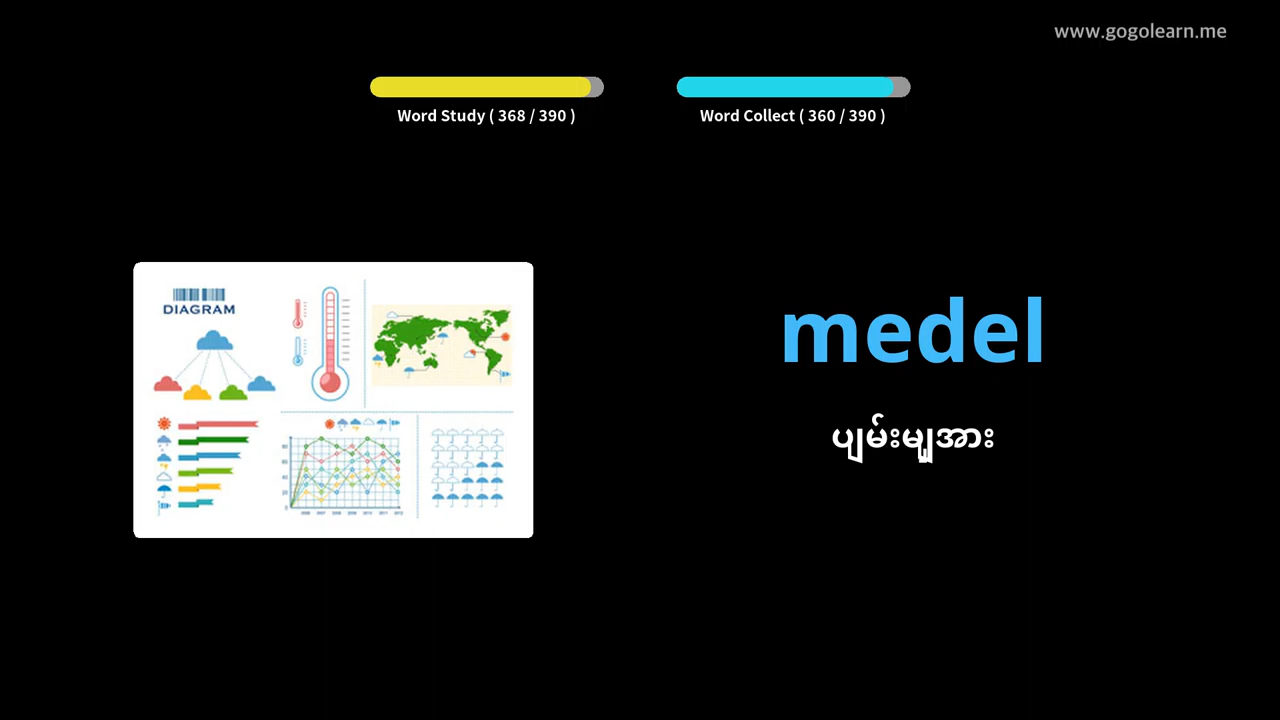 www.gogolearn.me
Word Study ( 368 / 390 )
Word Collect ( 360 / 390 )
DIAGRAM
medel
ပျမ်းမျှအား